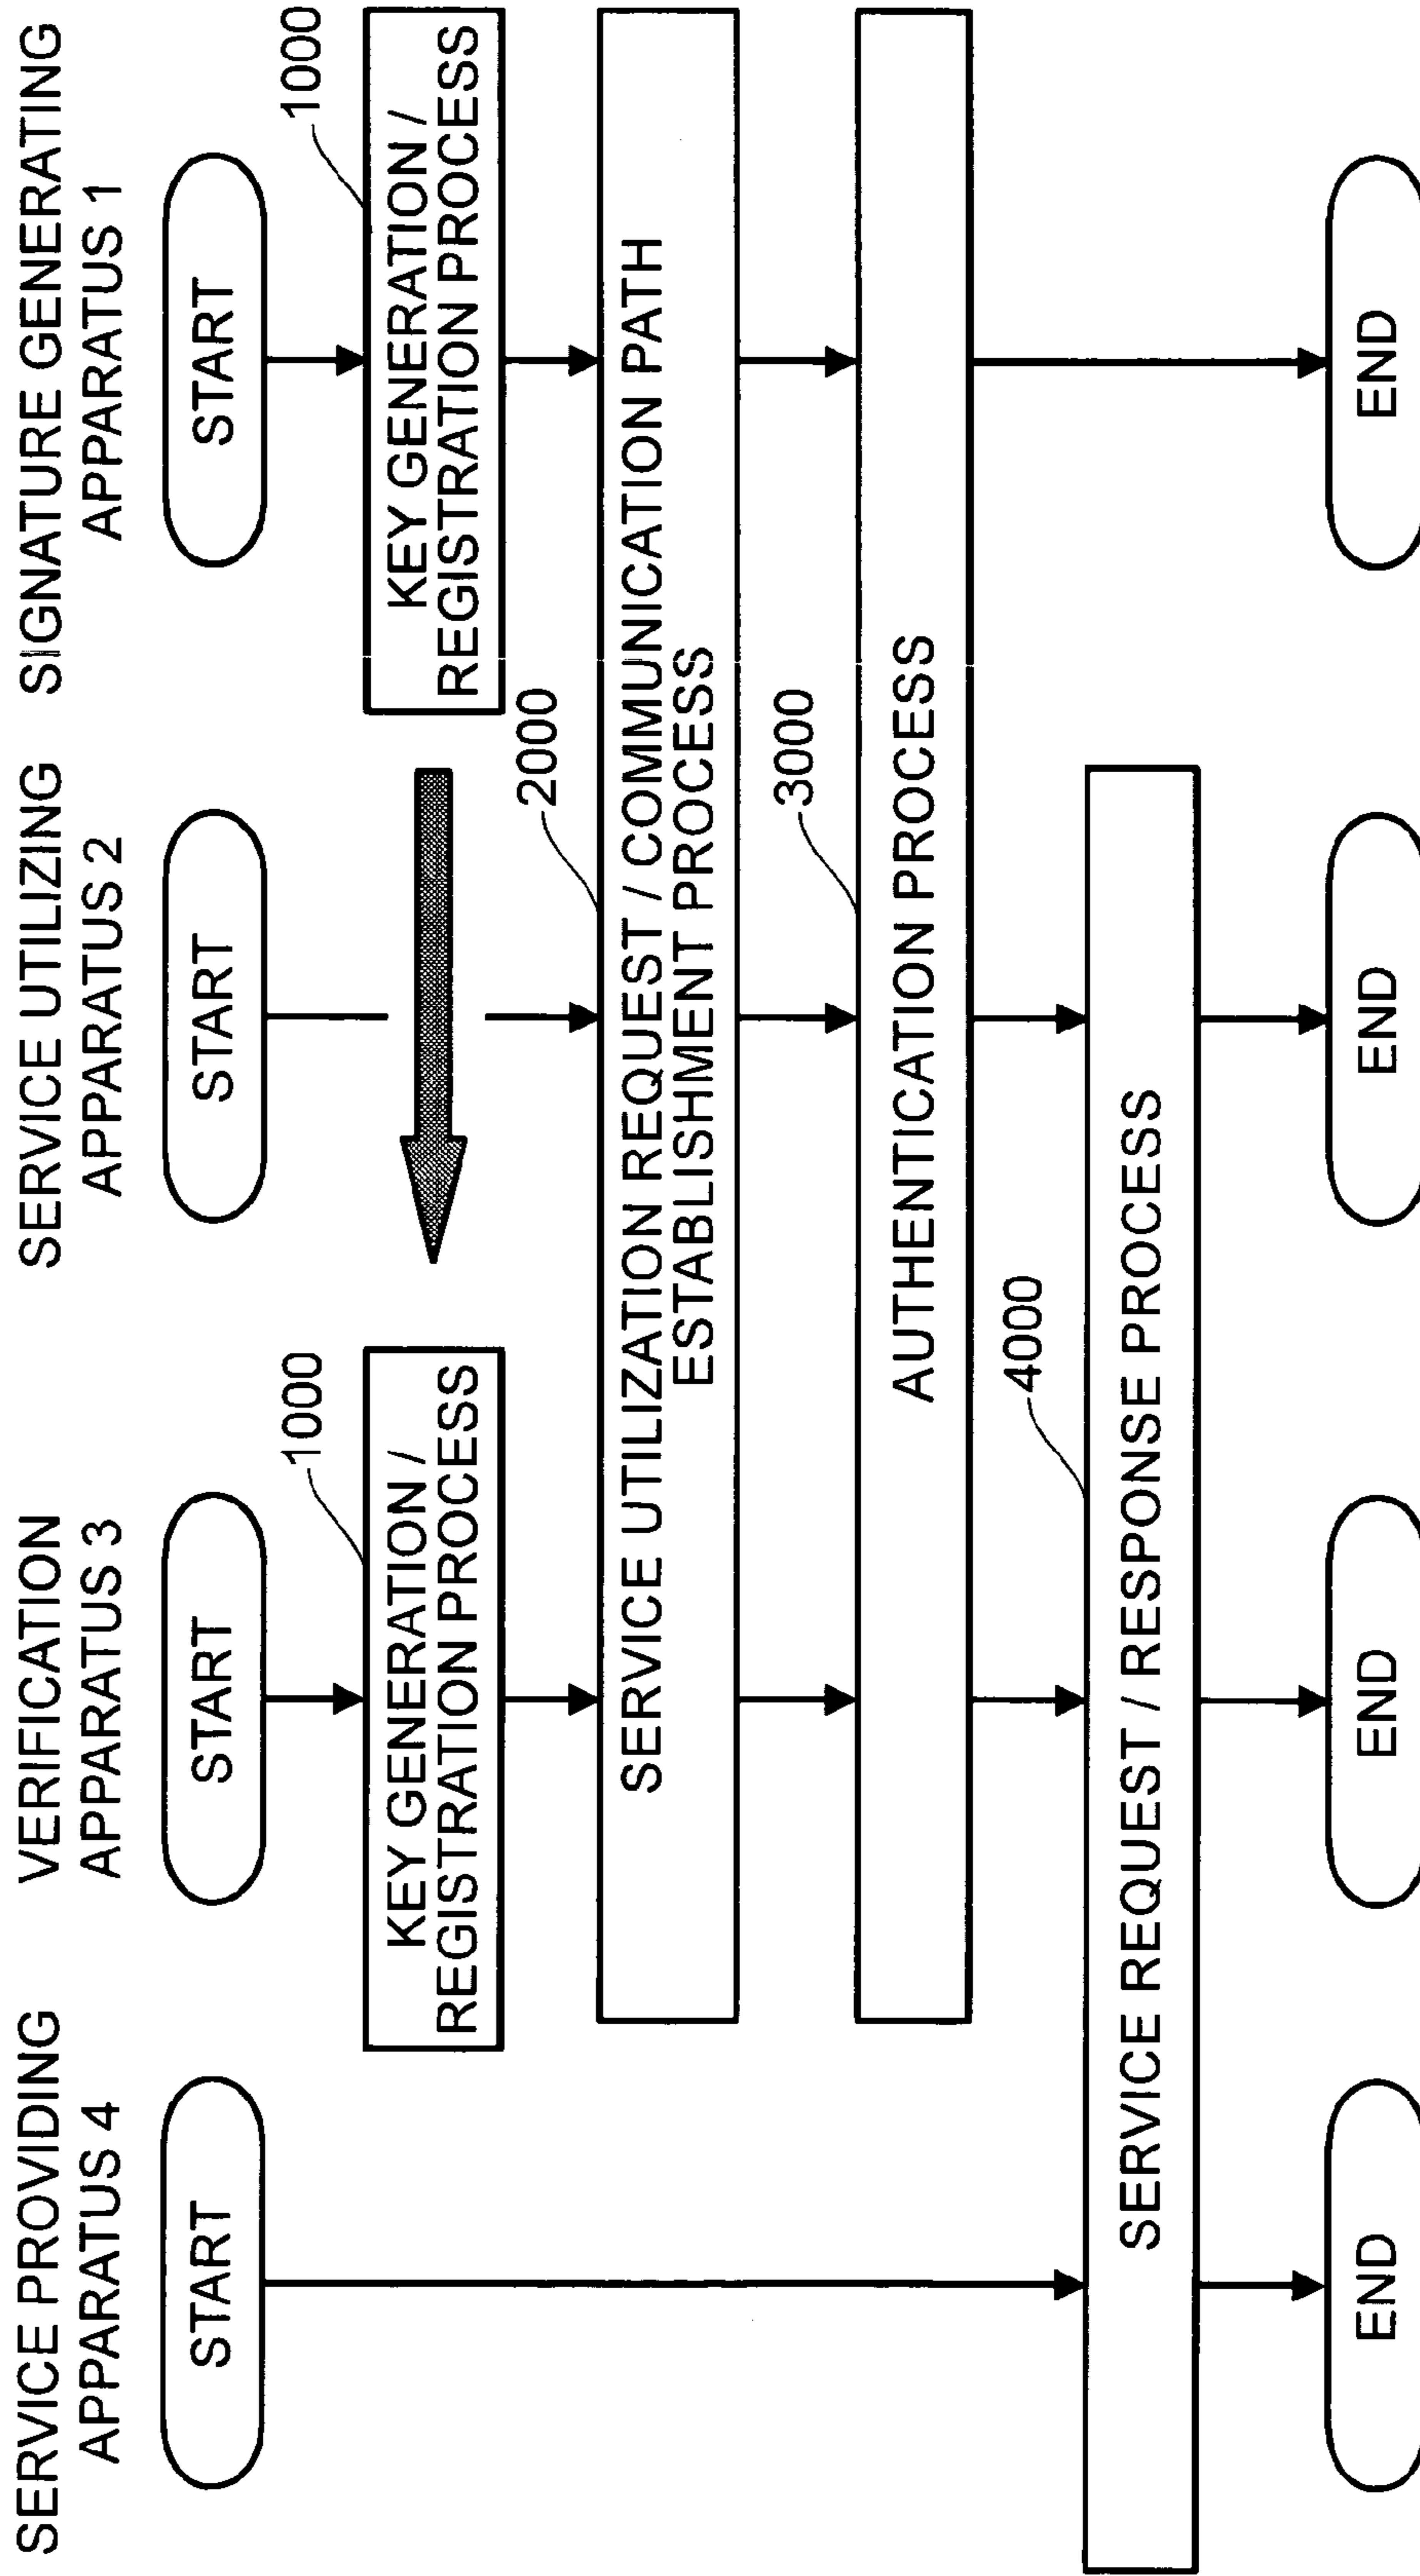 SERVICE PROVIDING
APPARATUS 4
VERIFICATION
APPARATUS 3
SERVICE UTILIZING
APPARATUS 2
SIGNATURE GENERATING
APPARATUS 1
START
START
START
START
1000
1000
KEY GENERATION /
REGISTRATION PROCESS
KEY GENERATION /
REGISTRATION PROCESS
2000
SERVICE UTILIZATION REQUEST / COMMUNICATION PATH
ESTABLISHMENT PROCESS
3000
AUTHENTICATION PROCESS
4000
SERVICE REQUEST / RESPONSE PROCESS
END
END
END
END